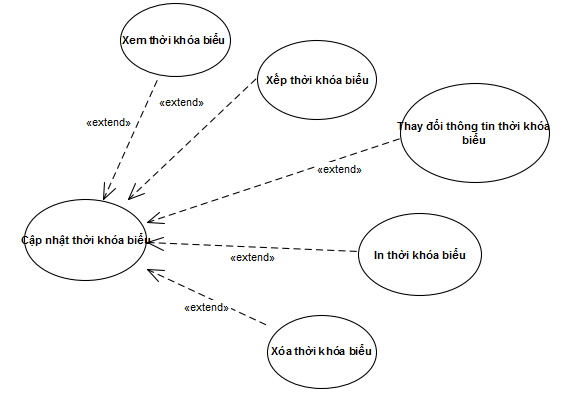 Xem thời khóa biểu
Xếp thời khóa biểu
«extend»
«extend»
Thay đổi thông tin thời khóa
biểu
«extend»
Cập nhật thời khóa biểu
In thời khóa biểu
«extend»
«extend»
Xóa thời khóa biểu